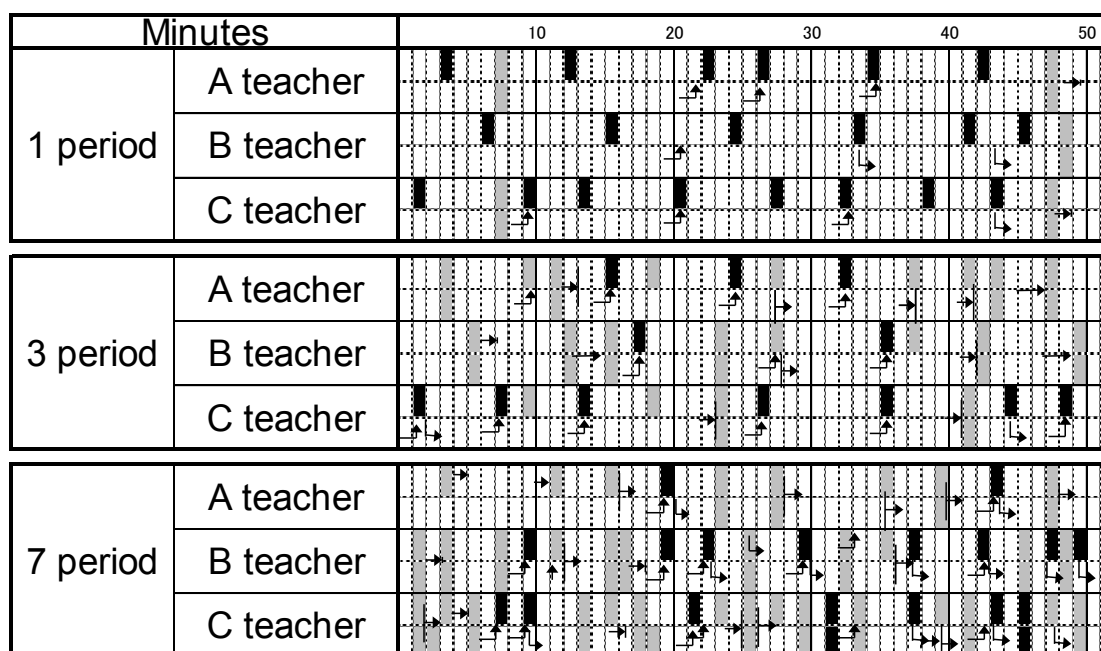 Minutes 10 20 30 40 50
1 period
A teacher
B teacher
C teacher
3 period
A teacher
B teacher
C teacher
7 period
A teacher
B teacher
C teacher